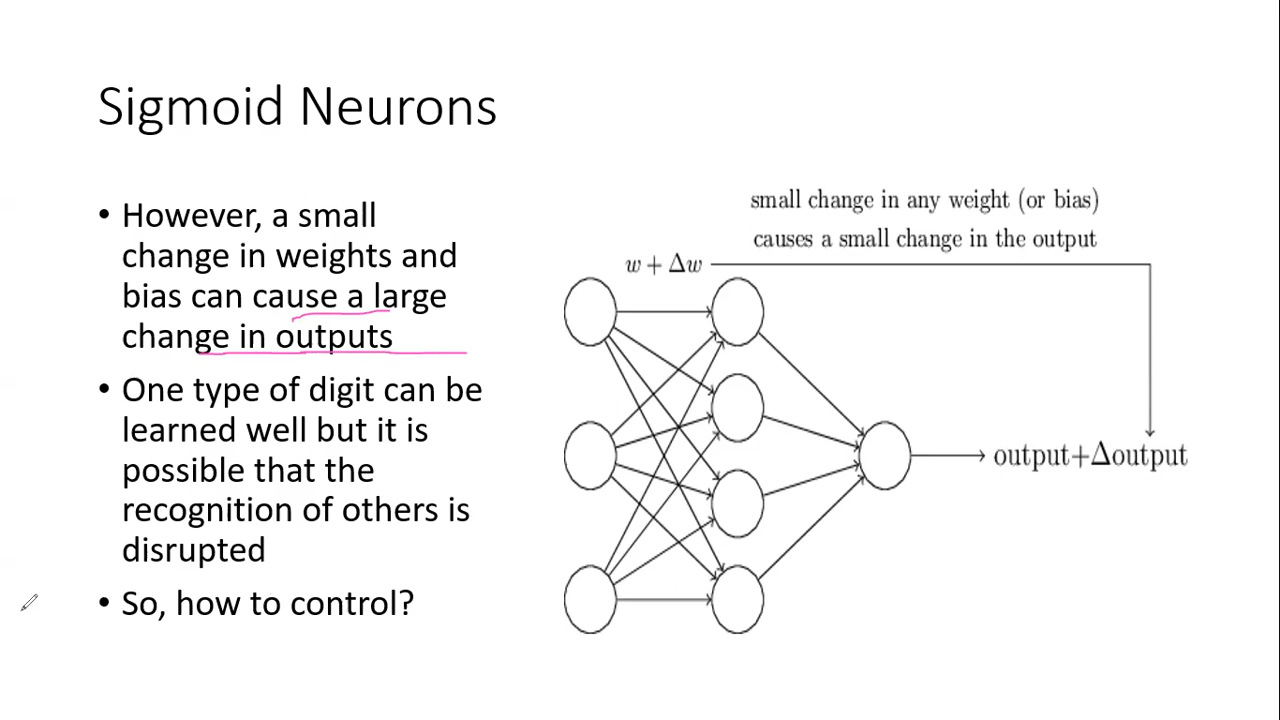 Sigmoid Neurons
• However, a small
change in weights and
bias can cause a large
change in outputs
• One type of digit can be
learned well but it is
possible that the
recognition of others is
disrupted
• So, how to control?
small change in any weight (or bias)
causes a small change in the output
w + Δw
output+Δoutput